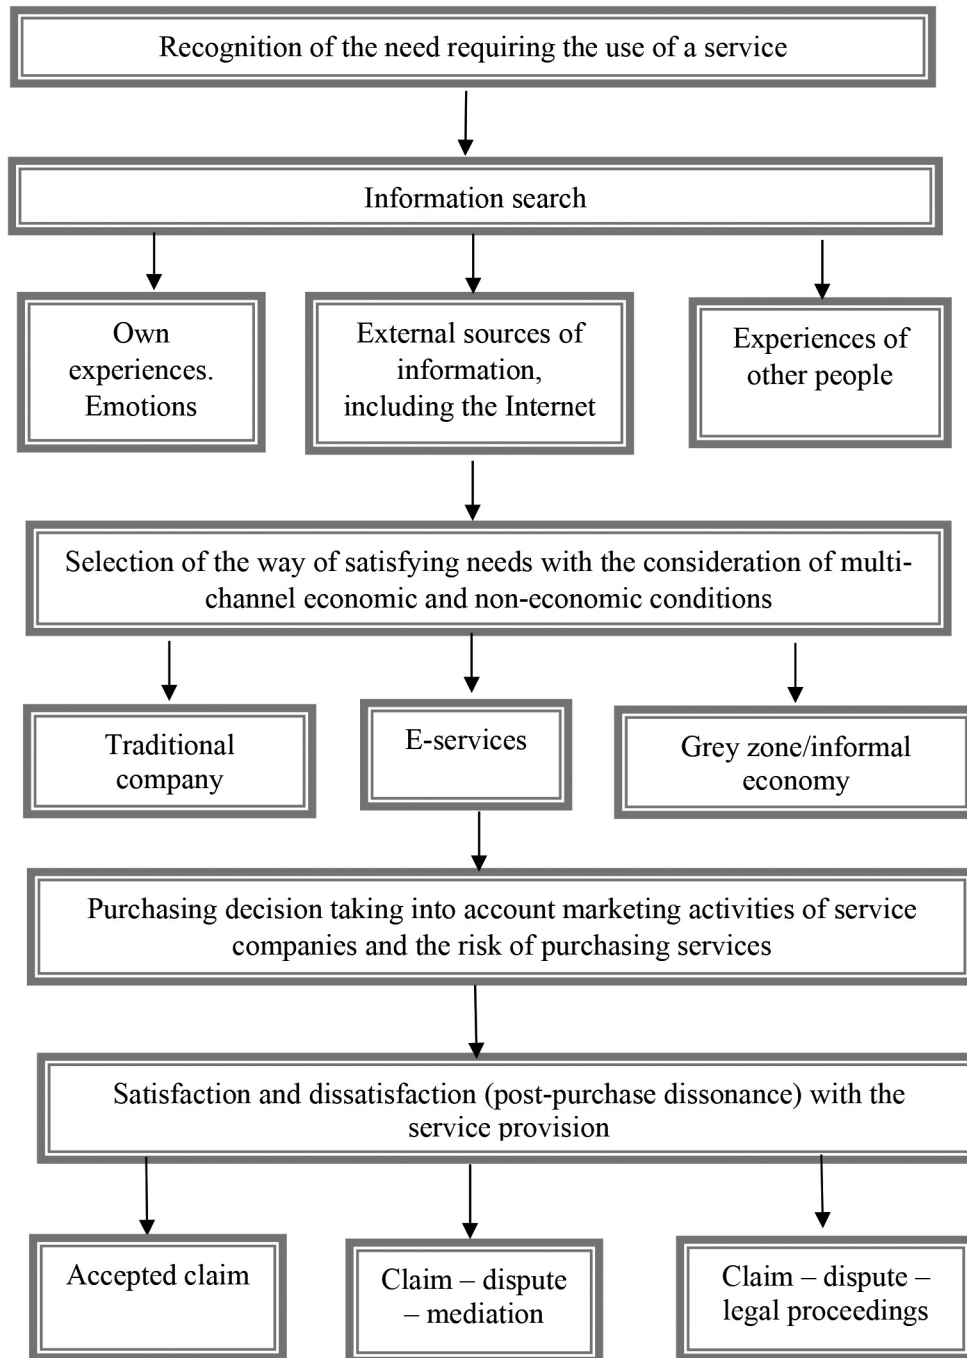 Recognition of the need requiring the use of a service
Information search
Own
experiences.
Emotions
External sources of
information,
including the Internet
Experiences of
other people
Selection of the way of satisfying needs with the consideration of multi-
channel economic and non-economic conditions
Traditional
company
E-services
Grey zone/informal
economy
Purchasing decision taking into account marketing activities of service
companies and the risk of purchasing services
Satisfaction and dissatisfaction (post-purchase dissonance) with the
service provision
Accepted claim
Claim – dispute
– mediation
Claim – dispute –
legal proceedings